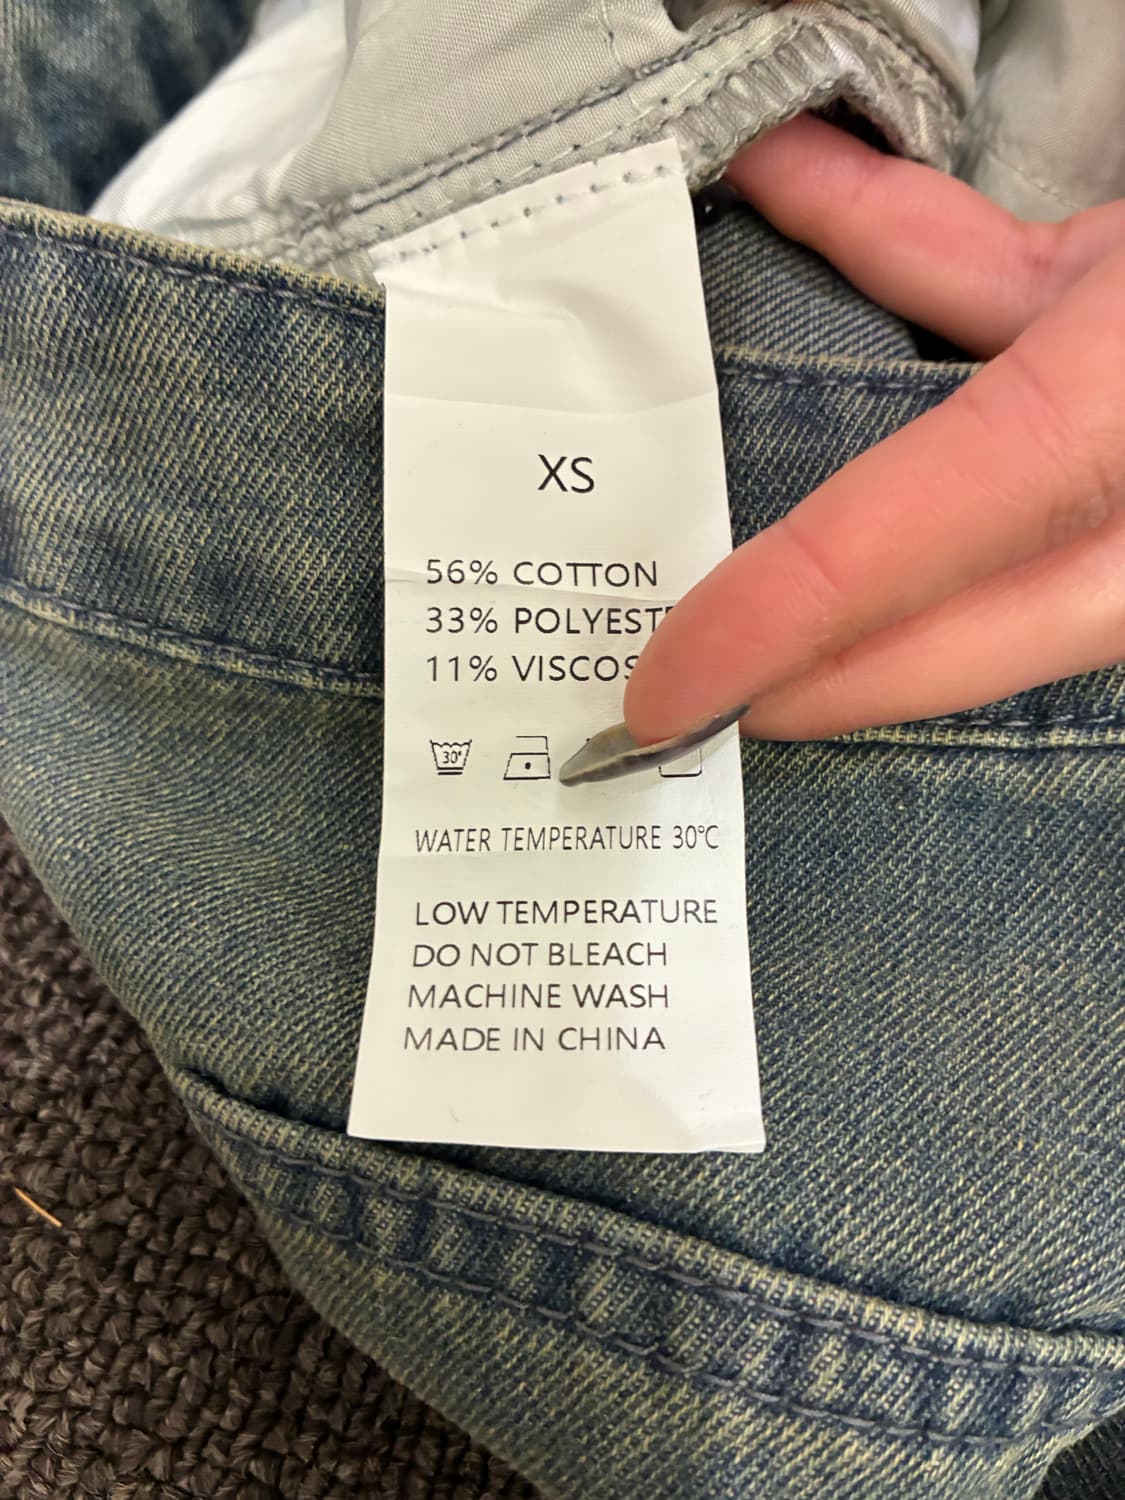 XS
56% COTTON
33% POLYEST
11% VISCOS
30°
WATER TEMPERATURE 30℃
LOW TEMPERATURE
DO NOT BLEACH
MACHINE WASH
MADE IN CHINA